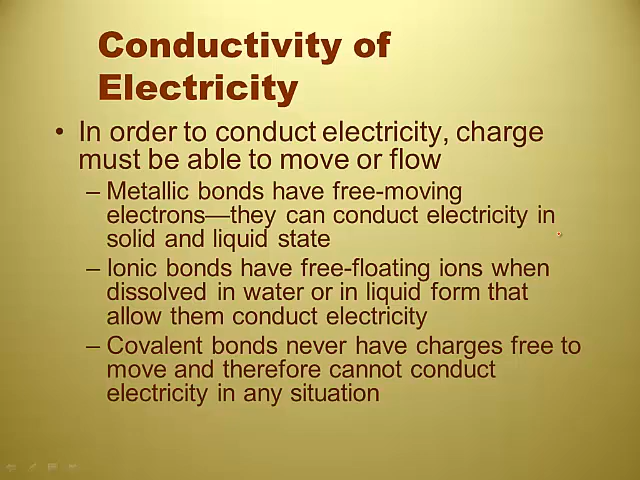 Conductivity of
Electricity
• In order to conduct electricity, charge
must be able to move or flow
– Metallic bonds have free-moving
electrons—they can conduct electricity in
solid and liquid state
– Ionic bonds have free-floating ions when
dissolved in water or in liquid form that
allow them conduct electricity
– Covalent bonds never have charges free to
move and therefore cannot conduct
electricity in any situation